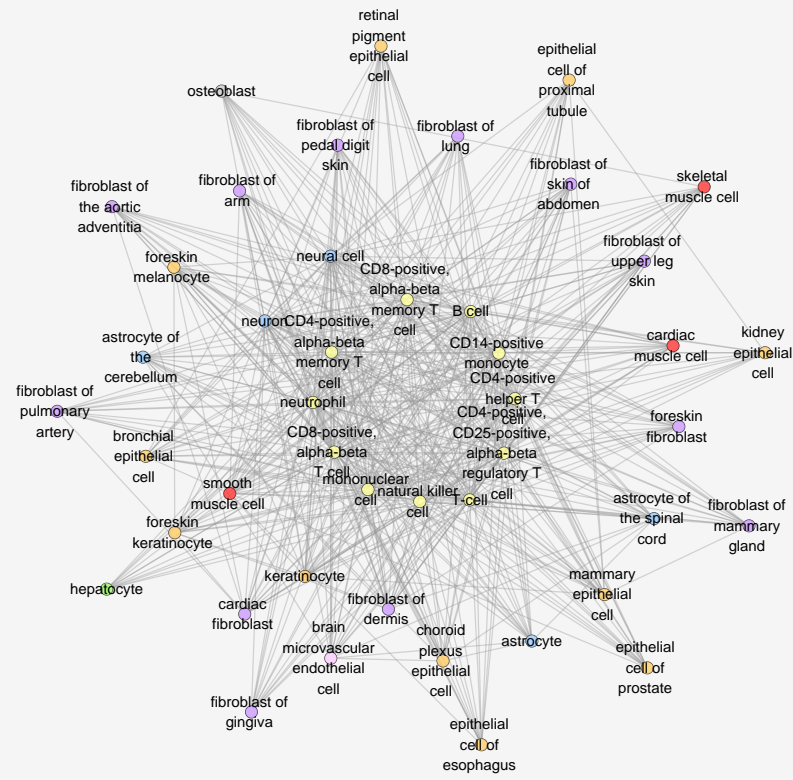 retinal
pigment
epithelial
cell
epithelial
cell of
proximal
tubule
osteoblast
fibroblast of
pedal digit
skin
fibroblast of
lung
fibroblast of
skin of
abdomen
skeletal
muscle cell
fibroblast of
the aortic
adventitia
fibroblast of
arm
foreskin
melanocyte
neural cell
fibroblast of
upper leg
skin
CD8-positive,
alpha-beta
memory T
cell
B cell
neuron
CD4-positive,
alpha-beta
memory T
cell
CD14-positive
monocyte
cardiac
muscle cell
kidney
epithelial
cell
astrocyte of
the
cerebellum
CD4-positive
helper T
cell
fibroblast of
pulmonary
artery
neutrophil
CD4-positive,
CD25-positive,
alpha-beta
regulatory T
cell
foreskin
fibroblast
bronchial
epithelial
cell
CD8-positive,
alpha-beta
T cell
mononuclear
cell
natural killer
cell
T-cell
smooth
muscle cell
astrocyte of
the spinal
cord
fibroblast of
mammary
gland
foreskin
keratinocyte
hepatocyte
keratinocyte
mammary
epithelial
cell
cardiac
fibroblast
fibroblast of
dermis
brain
microvascular
endothelial
cell
choroid
plexus
epithelial
cell
astrocyte
epithelial
cell of
prostate
fibroblast of
gingiva
epithelial
cell of
esophagus